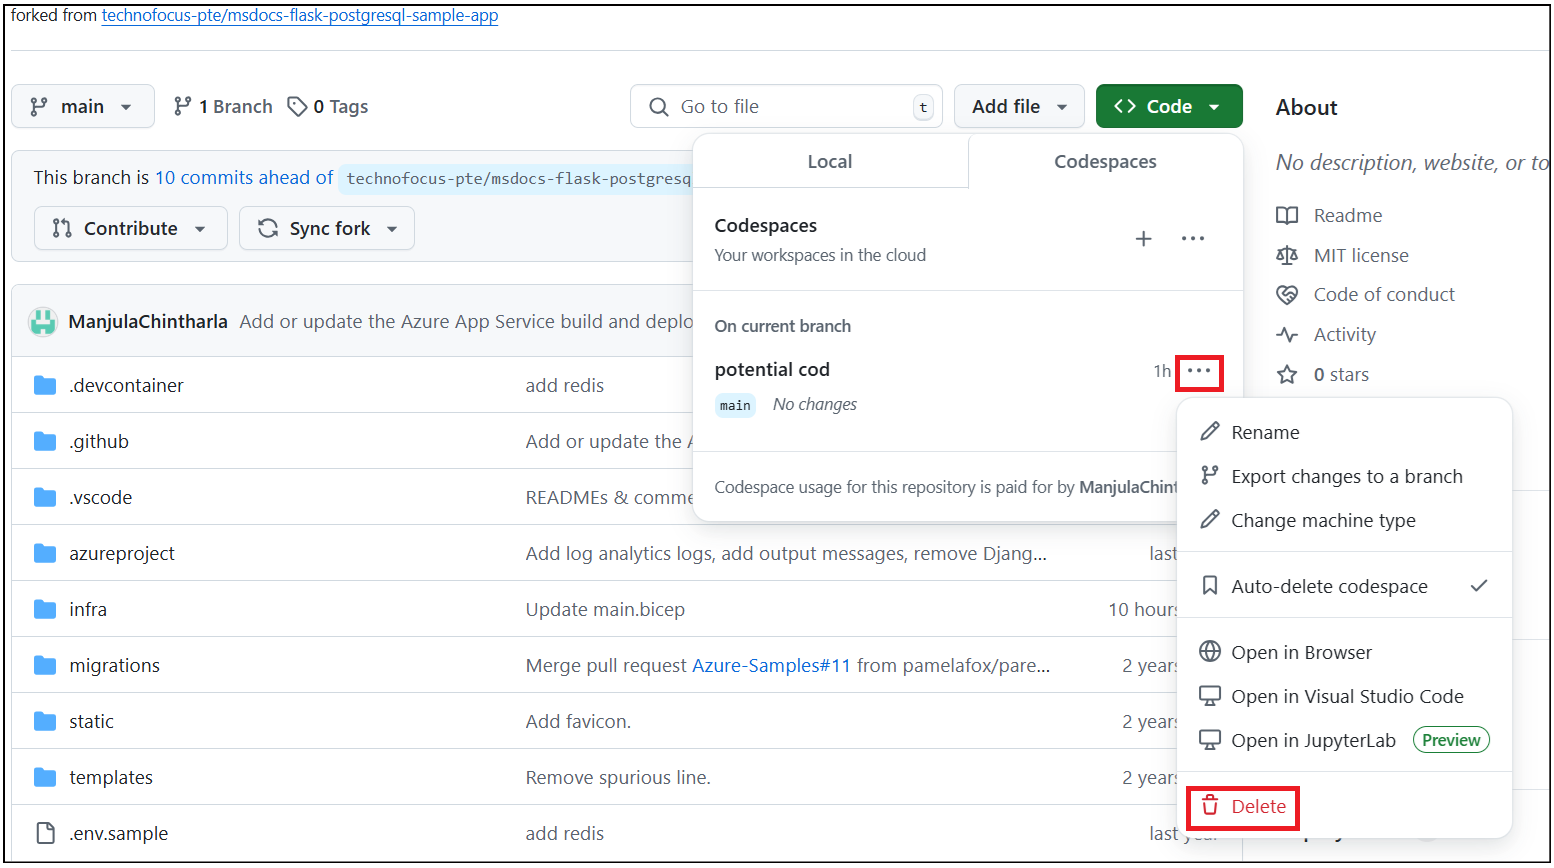 forked from technofocus-pte/msdocs-flask-postgresql-sample-app
main
1 Branch
0 Tags
Go to file
t
Add file
Code
About
Local
Codespaces
No description, website, or to
This branch is 10 commits ahead of technofocus-pte/msdocs-flask-postgresq
Contribute
Sync fork
Codespaces
Your workspaces in the cloud
Readme
MIT license
Code of conduct
Activity
0 stars
ManjulaChintharla Add or update the Azure App Service build and deplo
On current branch
potential cod
1h
main No changes
Codespace usage for this repository is paid for by ManjulaChint
Rename
Export changes to a branch
Change machine type
Auto-delete codespace
Open in Browser
Open in Visual Studio Code
Open in JupyterLab Preview
Delete
.devcontainer add redis
.github Add or update the A
.vscode READMEs & comme
azureproject Add log analytics logs, add output messages, remove Djang... last
infra Update main.bicep 10 hours
migrations Merge pull request Azure-Samples#11 from pamelafox/pare... 2 years
static Add favicon. 2 years
templates Remove spurious line. 2 years
.env.sample add redis last year